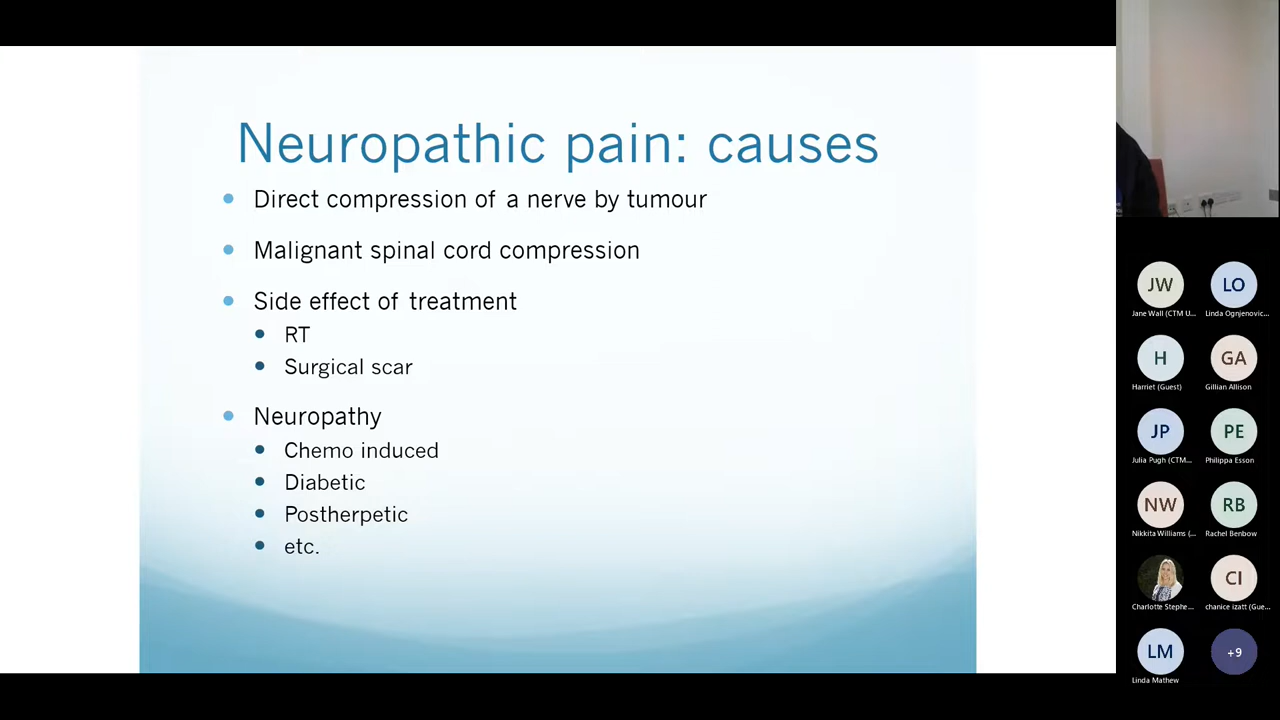 Neuropathic pain: causes
Direct compression of a nerve by tumour
Malignant spinal cord compression
Side effect of treatment
RT
Surgical scar
Neuropathy
Chemo induced
Diabetic
Postherpetic
etc.
JW
LO
Jane Wall (CTM U...
Linda Ognjenovic...
H
GA
Harriet (Guest)
Gillian Allison
JP
PE
Julia Pugh (CTM...
Philippa Esson
NW
RB
Nikkita Williams (...
Rachel Benbow
CI
Charlotte Stephe...
chanice izatt (Gue...
LM
+9
Linda Mathew